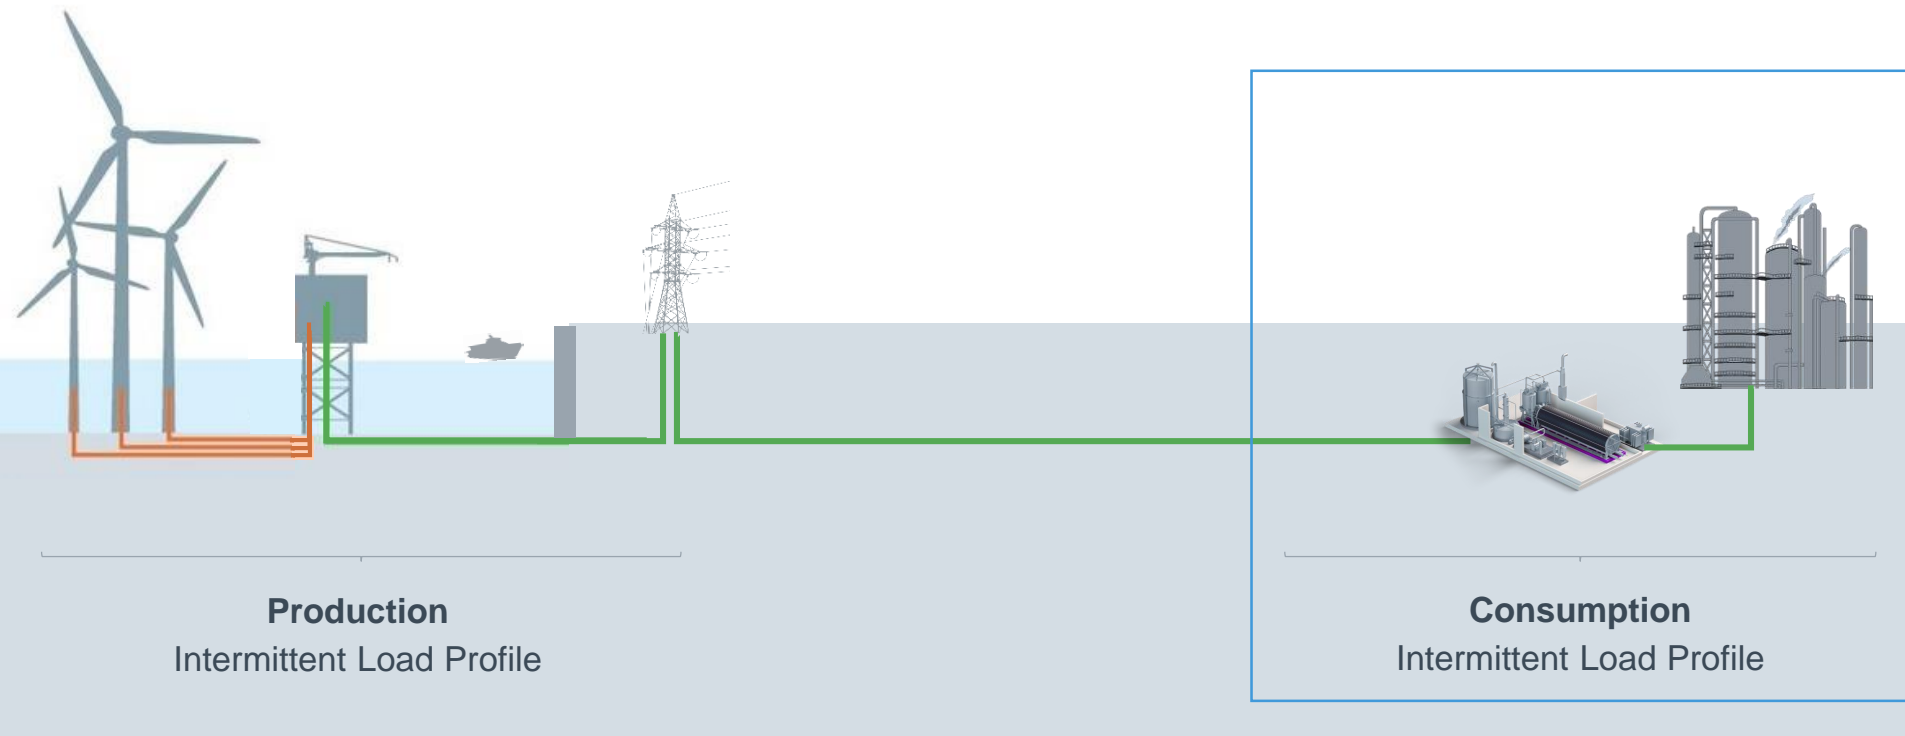 Production
Intermittent Load Profile
Consumption
Intermittent Load Profile